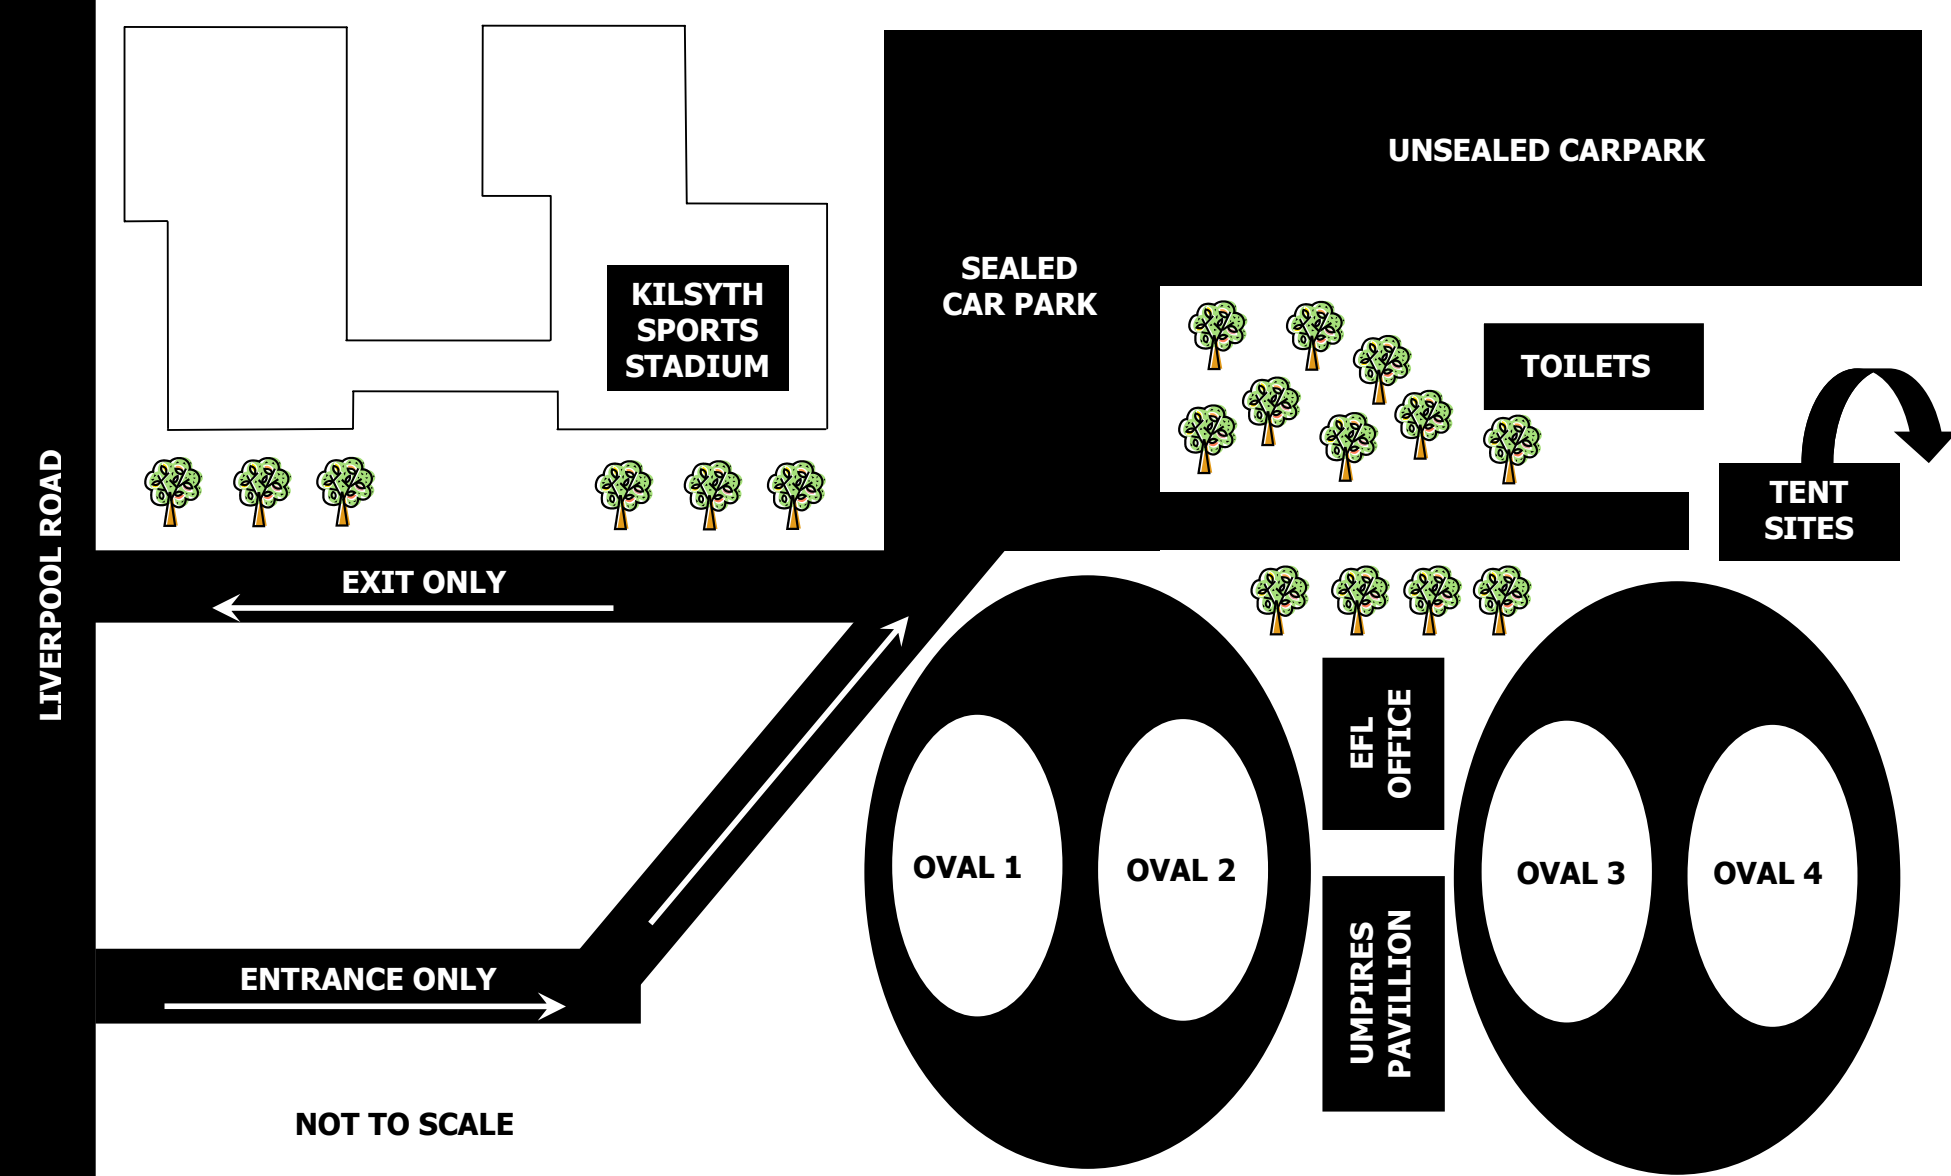 UNSEALED CARPARK
SEALED
CAR PARK
KILSYTH
SPORTS
STADIUM
TOILETS
TENT
SITES
LIVERPOOL ROAD
EXIT ONLY
EFL
OFFICE
OVAL 1
OVAL 2
OVAL 3
OVAL 4
UMPIRES
PAVILLION
ENTRANCE ONLY
NOT TO SCALE